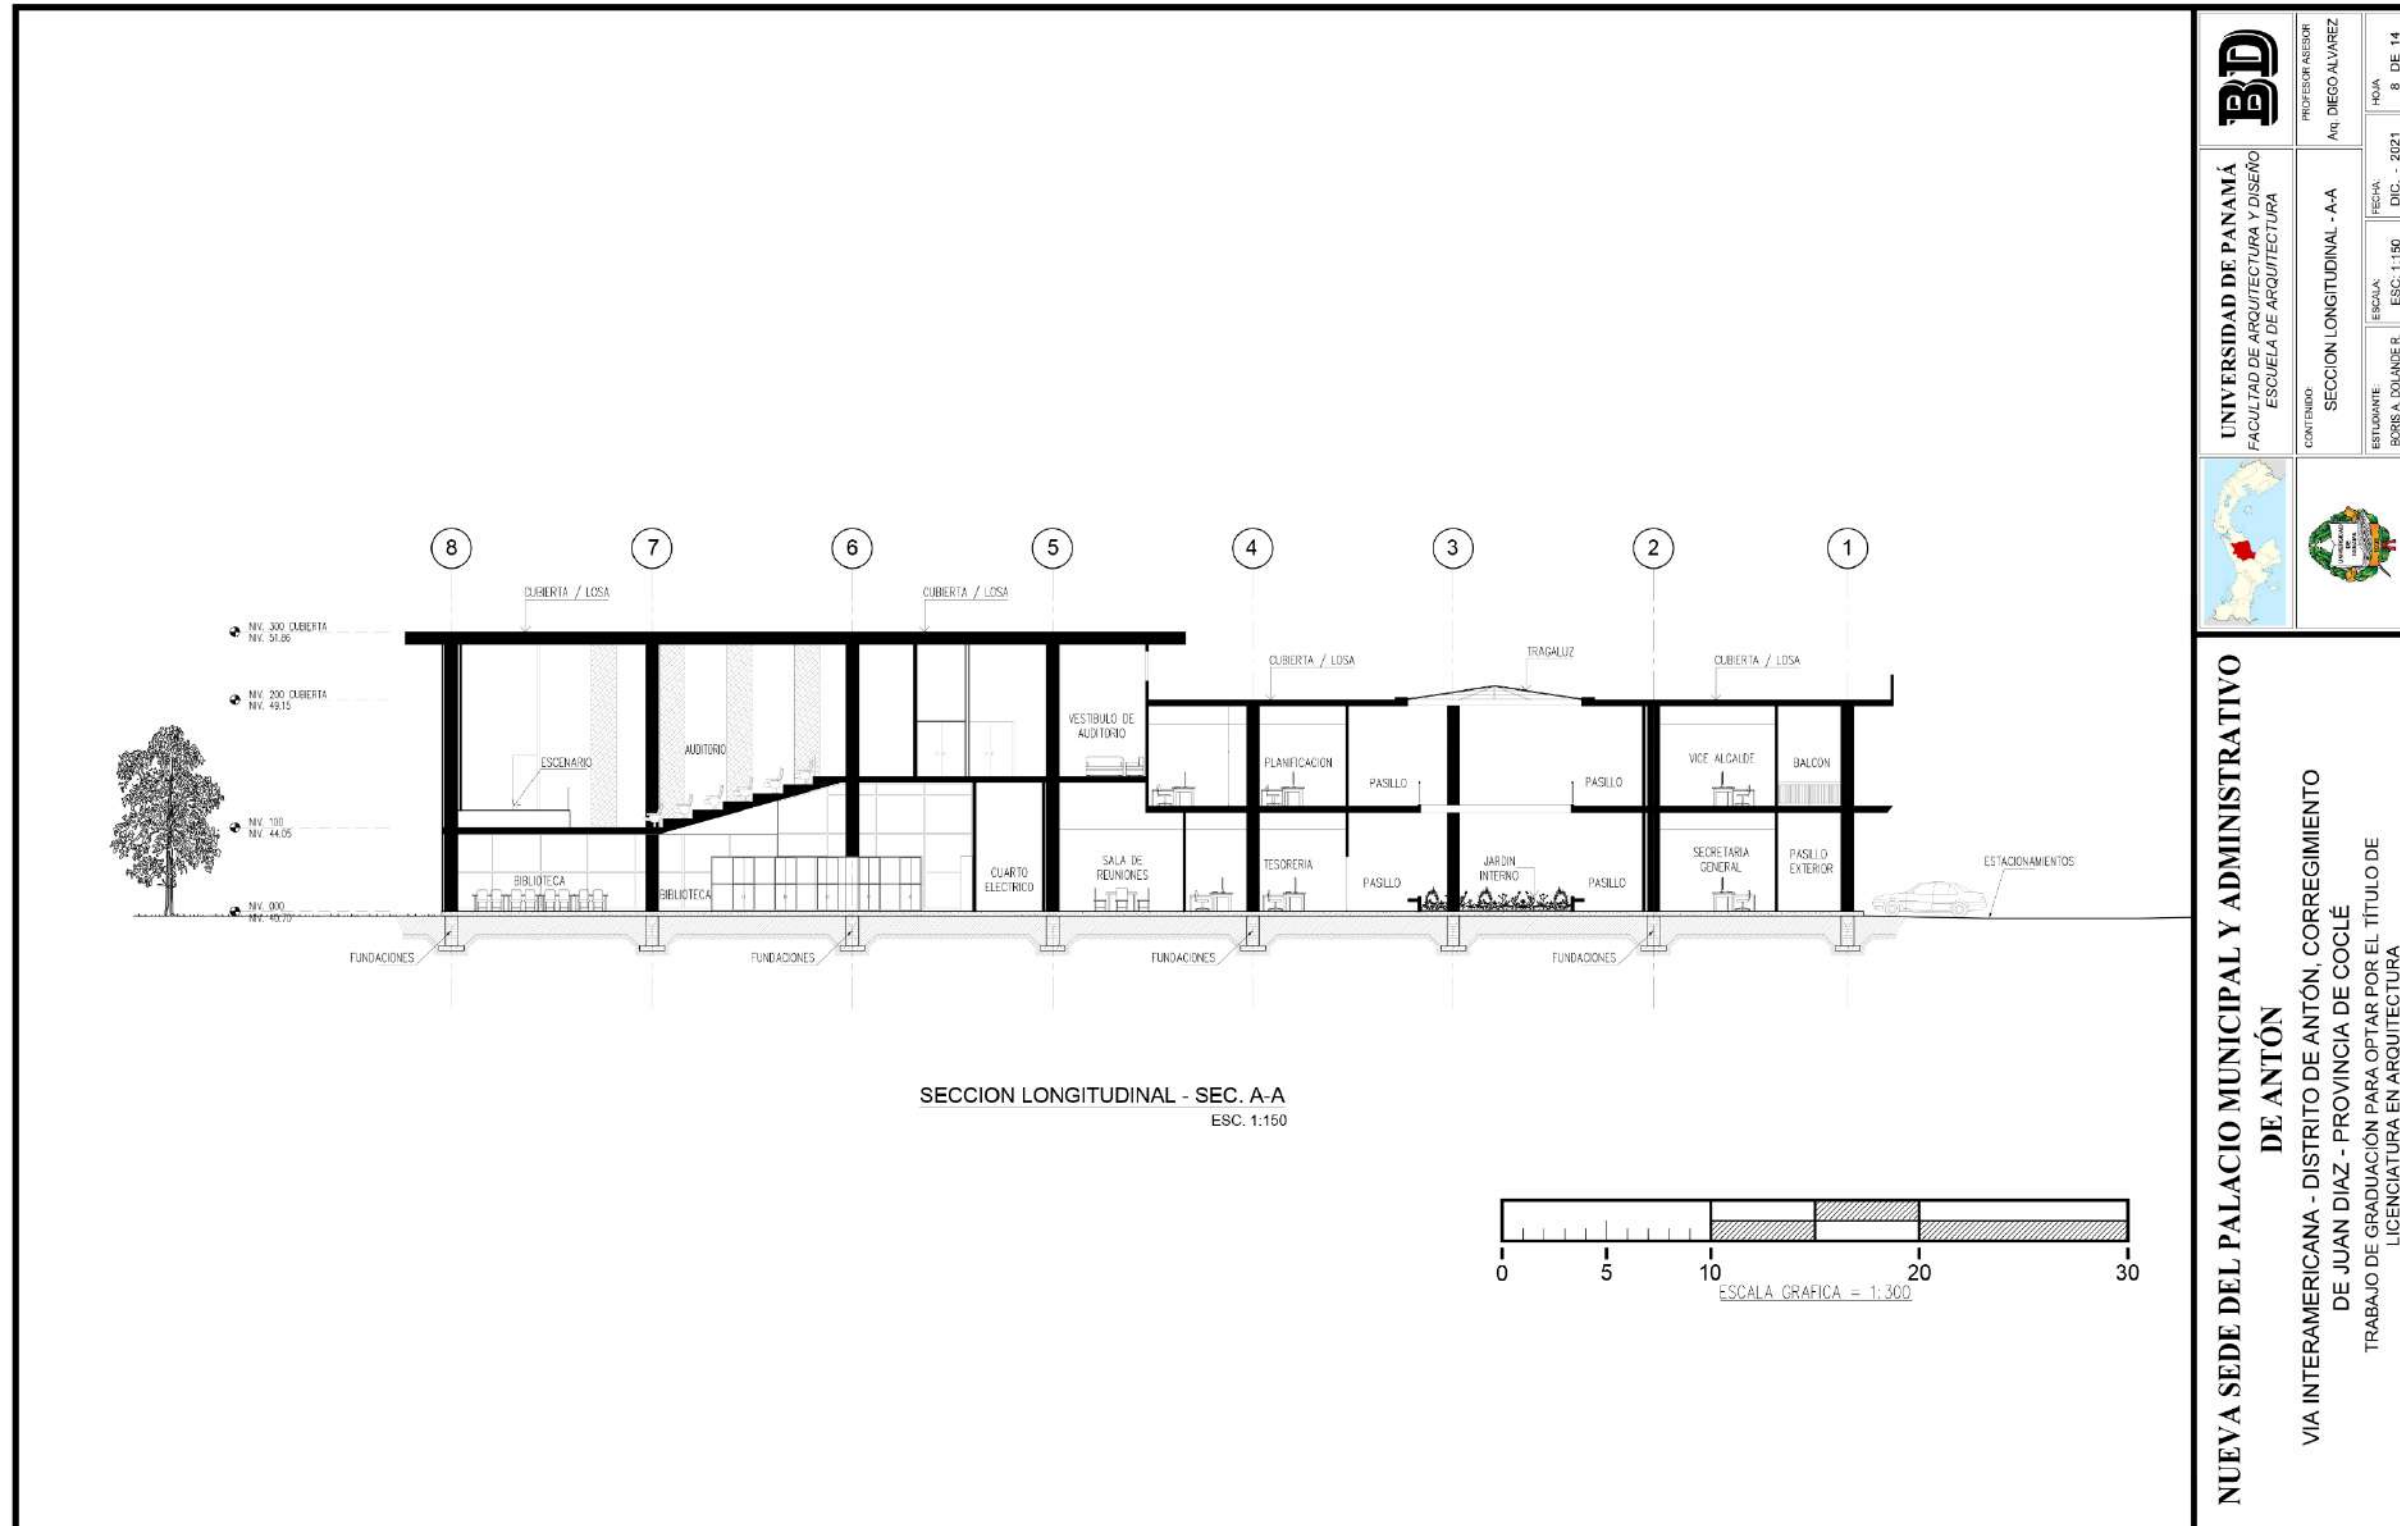 8
7
6
5
4
3
2
1
CUBIERTA / LOSA
CUBIERTA / LOSA
NIV. 300 CUBIERTA
NIV. 51.86
TRAGALUZ
CUBIERTA / LOSA
CUBIERTA / LOSA
NIV. 200 CUBIERTA
NIV. 49.15
VESTIBULO DE
AUDITORIO
AUDITORIO
ESCENARIO
PLANIFICACION
PASILLO
PASILLO
VICE ALCALDE
BALCON
NIV. 100
NIV. 44.05
BIBLIOTECA
BIBLIOTECA
CUARTO
ELECTRICO
SALA DE
REUNIONES
TESORERIA
PASILLO
JARDIN
INTERNO
PASILLO
SECRETARIA
GENERAL
PASILLO
EXTERIOR
ESTACIONAMIENTOS
NIV. 000
FUNDACIONES
FUNDACIONES
FUNDACIONES
FUNDACIONES
SECCION LONGITUDINAL - SEC. A-A
ESC. 1:150
0
5
10
20
30
ESCALA GRAFICA = 1:300
NUEVA SEDE DEL PALACIO MUNICIPAL Y ADMINISTRATIVO
DE ANTÓN
VIA INTERAMERICANA - DISTRITO DE ANTÓN, CORREGIMIENTO
DE JUAN DIAZ - PROVINCIA DE COCLÉ
TRABAJO DE GRADUACIÓN PARA OPTAR POR EL TÍTULO DE
LICENCIATURA EN ARQUITECTURA
UNIVERSIDAD DE PANAMÁ
FACULTAD DE ARQUITECTURA Y DISEÑO
ESCUELA DE ARQUITECTURA
BD
CONTENIDO:
SECCION LONGITUDINAL - A-A
PROFESOR ASESOR
Arq. DIEGO ALVAREZ
ESTUDIANTE:
BORIS A. DOLANDER R.
ESCALA:
ESC: 1:150
FECHA:
DIC. - 2021
HOJA
8 DE 14